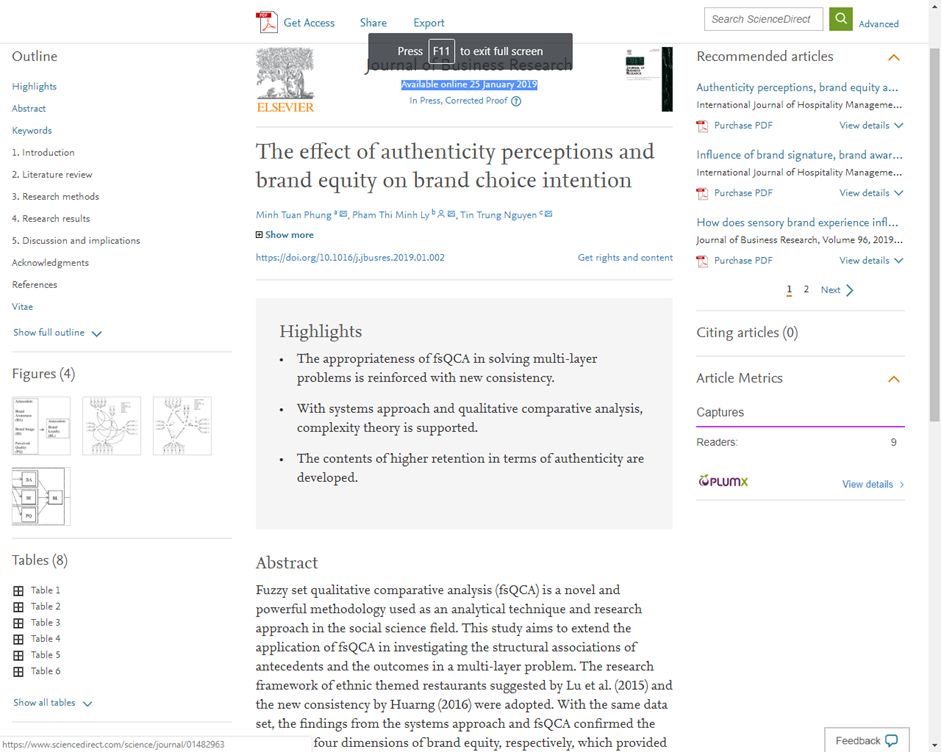 Get Access
Share
Export
Search ScienceDirect
Advanced
Press F11 to exit full screen
Outline
Highlights
Abstract
Keywords
1. Introduction
2. Literature review
3. Research methods
4. Research results
5. Discussion and implications
Acknowledgments
References
Vitae
Show full outline
Figures (4)
Tables (8)
Table 1
Table 2
Table 3
Table 4
Table 5
Table 6
Show all tables
https://www.sciencedirect.com/science/journal/01482963
ELSEVIER
Journal of Business Research
Available online 25 January 2019
In Press, Corrected Proof
The effect of authenticity perceptions and
brand equity on brand choice intention
Minh Tuan Phung a, Pham Thi Minh Ly b, Tin Trung Nguyen c
Show more
https://doi.org/10.1016/j.jbusres.2019.01.002
Get rights and content
Highlights
• The appropriateness of fsQCA in solving multi-layer
problems is reinforced with new consistency.
• With systems approach and qualitative comparative analysis,
complexity theory is supported.
• The contents of higher retention in terms of authenticity are
developed.
Abstract
Fuzzy set qualitative comparative analysis (fsQCA) is a novel and
powerful methodology used as an analytical technique and research
approach in the social science field. This study aims to extend the
application of fsQCA in investigating the structural associations of
antecedents and the outcomes in a multi-layer problem. The research
framework of ethnic themed restaurants suggested by Lu et al. (2015) and
the new consistency by Huarng (2016) were adopted. With the same data
set, the findings from the systems approach and fsQCA confirmed the
four dimensions of brand equity, respectively, which provided
Recommended articles
Authenticity perceptions, brand equity a...
International Journal of Hospitality Manageme...
Purchase PDF
View details
Influence of brand signature, brand awar...
International Journal of Hospitality Manageme...
Purchase PDF
View details
How does sensory brand experience infl...
Journal of Business Research, Volume 96, 2019...
Purchase PDF
View details
1 2 Next
Citing articles (0)
Article Metrics
Captures
Readers: 9
PLUMX
View details
Feedback